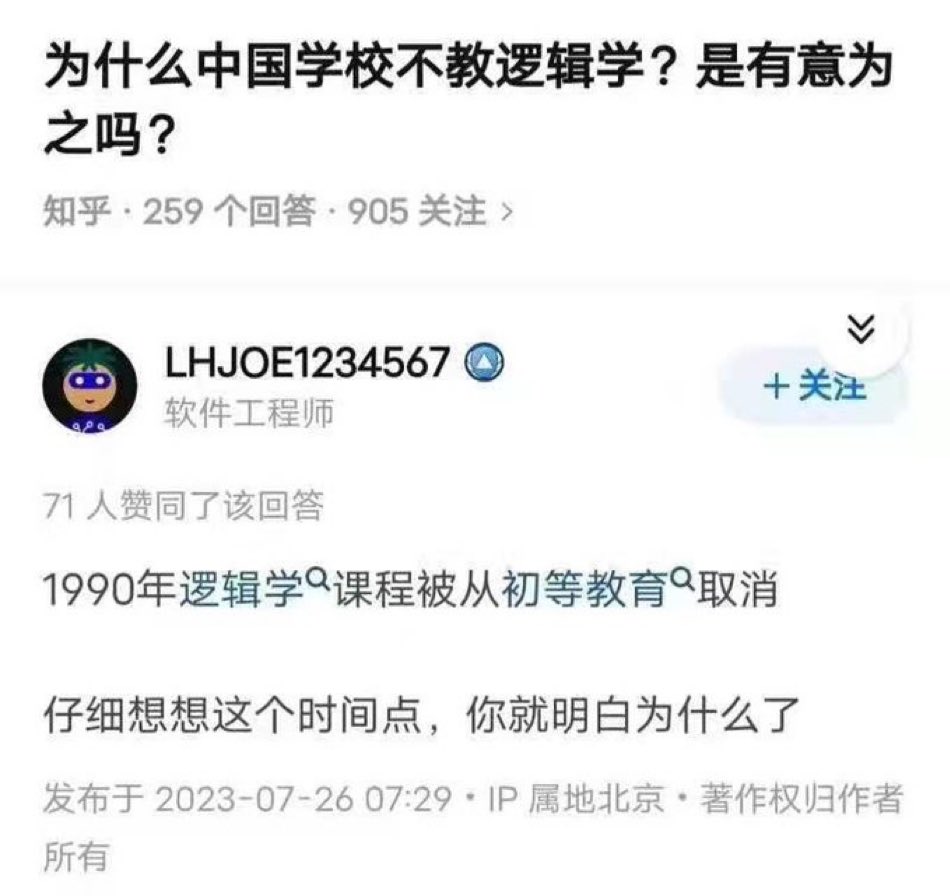 为什么中国学校不教逻辑学？是有意为
之吗？
知乎 · 259 个回答 · 905 关注 >
LHJOE1234567
+ 关注
软件工程师
71 人赞同了该回答
1990年逻辑学课程被从初等教育取消
仔细想想这个时间点，你就明白为什么了
发布于 2023-07-26 07:29 · IP 属地北京 · 著作权归作者
所有